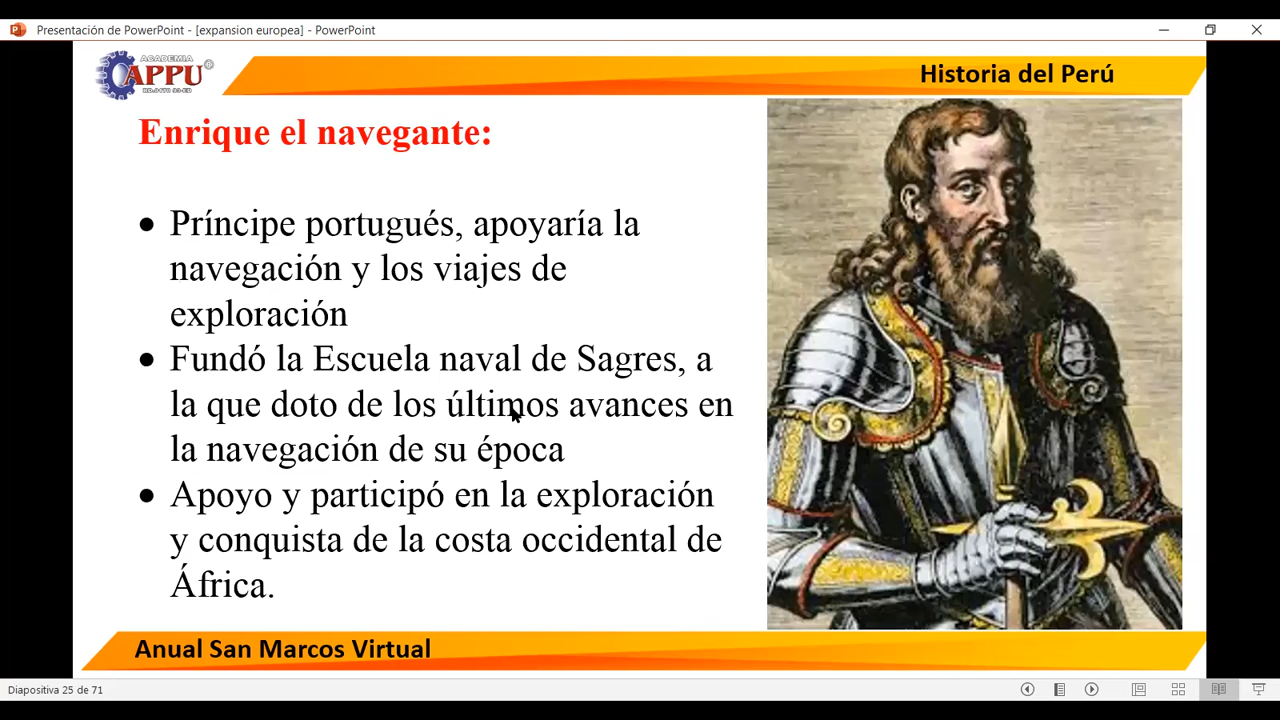 Presentación de PowerPoint - [expansion europea] - PowerPoint
ACADEMIA
APPU
Historia del Perú
Enrique el navegante:
• Príncipe portugués, apoyaría la
navegación y los viajes de
exploración
• Fundó la Escuela naval de Sagres, a
la que doto de los últimos avances en
la navegación de su época
• Apoyo y participó en la exploración
y conquista de la costa occidental de
África.
Anual San Marcos Virtual
Diapositiva 25 de 71